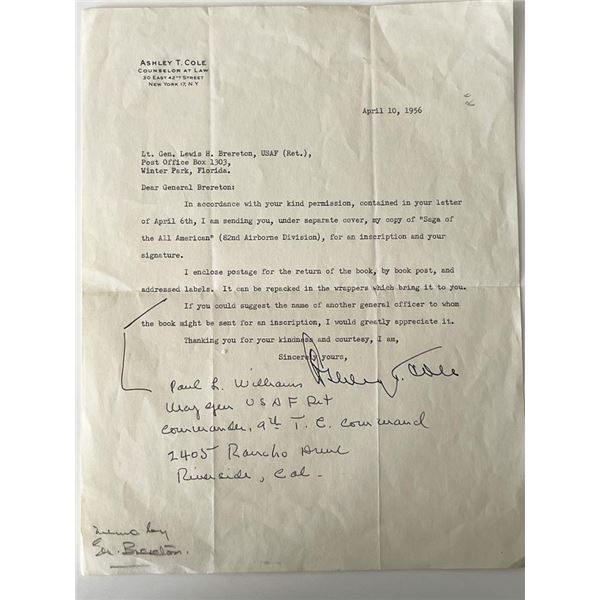 ASHLEY T. COLE
COUNSELOR AT LAW
30 EAST 42ND STREET
NEW YORK 17, N.Y.
April 10, 1956
Lt. Gen. Lewis H. Brereton, USAF (Ret.),
Post Office Box 1303,
Winter Park, Florida.
Dear General Brereton:
In accordance with your kind permission, contained in your letter
of April 6th, I am sending you, under separate cover, my copy of "Saga of
the All American" (82nd Airborne Division), for an inscription and your
signature.
I enclose postage for the return of the book, by book post, and
addressed labels. It can be repacked in the wrappers which bring it to you.
If you could suggest the name of another general officer to whom
the book might be sent for an inscription, I would greatly appreciate it.
Thanking you for your kindness and courtesy, I am,
Sincerely yours,
Ashley T. Cole
Paul L. Williams
Maj Gen USAF Ret
Commander, 9th T. C. Command
2405 Rancho Drive
Riverside, Cal.
Memo by
Gen. Brereton.